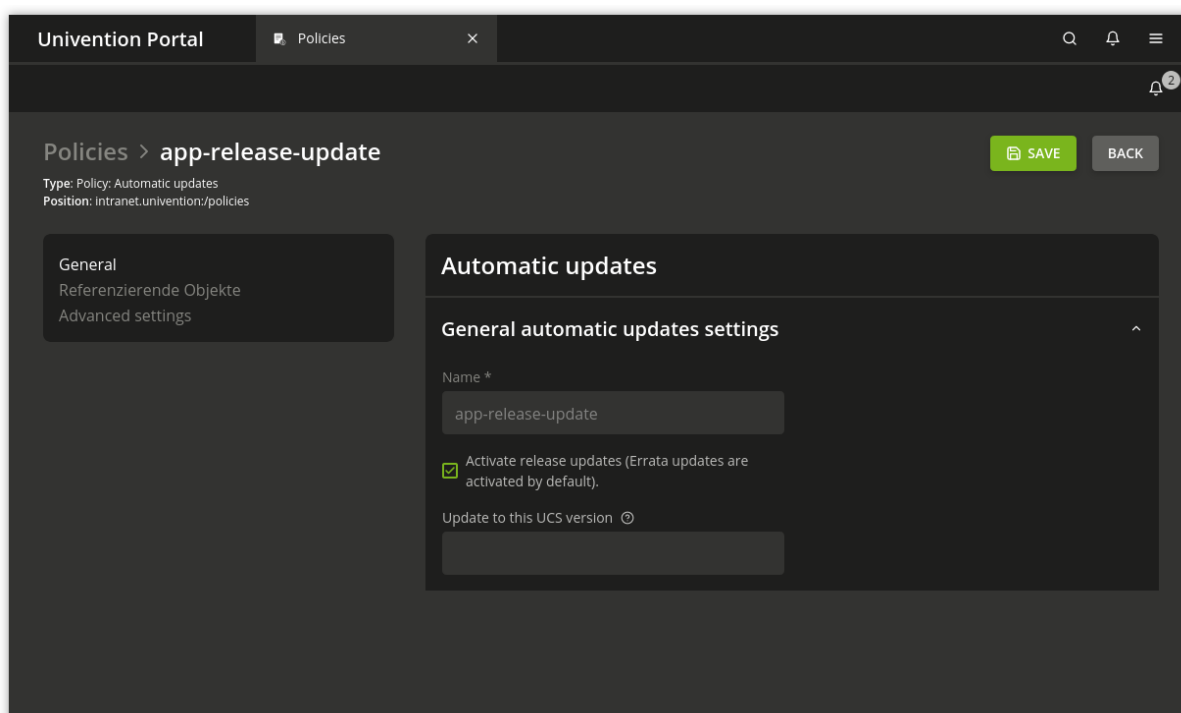 Univention Portal
Policies
2
Policies > app-release-update
SAVE
BACK
Type: Policy: Automatic updates
Position: intranet.univention:/policies
General
Referenzierende Objekte
Advanced settings
Automatic updates
General automatic updates settings
Name *
app-release-update
Activate release updates (Errata updates are
activated by default).
Update to this UCS version